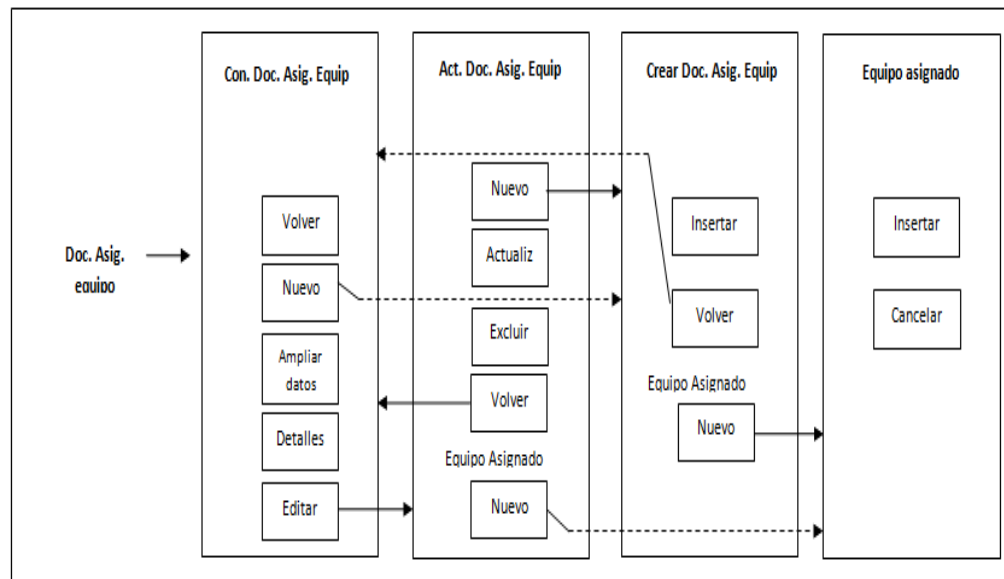 Doc. Asig.
equipo
Con. Doc. Asig. Equip
Volver
Nuevo
Ampliar
datos
Detalles
Editar
Act. Doc. Asig. Equip
Nuevo
Actualiz
Excluir
Volver
Equipo Asignado
Nuevo
Crear Doc. Asig. Equip
Insertar
Volver
Equipo Asignado
Nuevo
Equipo asignado
Insertar
Cancelar